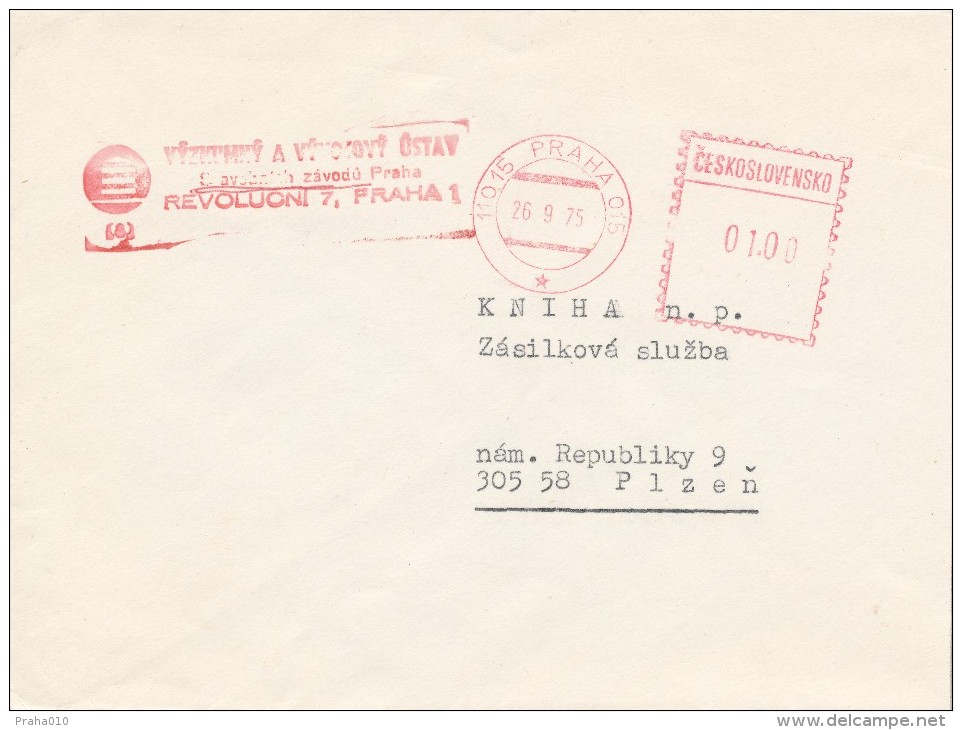 VÝZKUMNÝ A VÝVOJOVÝ ÚSTAV
Stavebních závodů Praha
REVOLUČNÍ 7, PRAHA 1
110,15 PRAHA 015
26 9 75
ČESKOSLOVENSKO
01.00
KNIHA n. p.
Zásilková služba
nám. Republiky 9
305 58 Plzeň
Praha010
www.delcampe.net